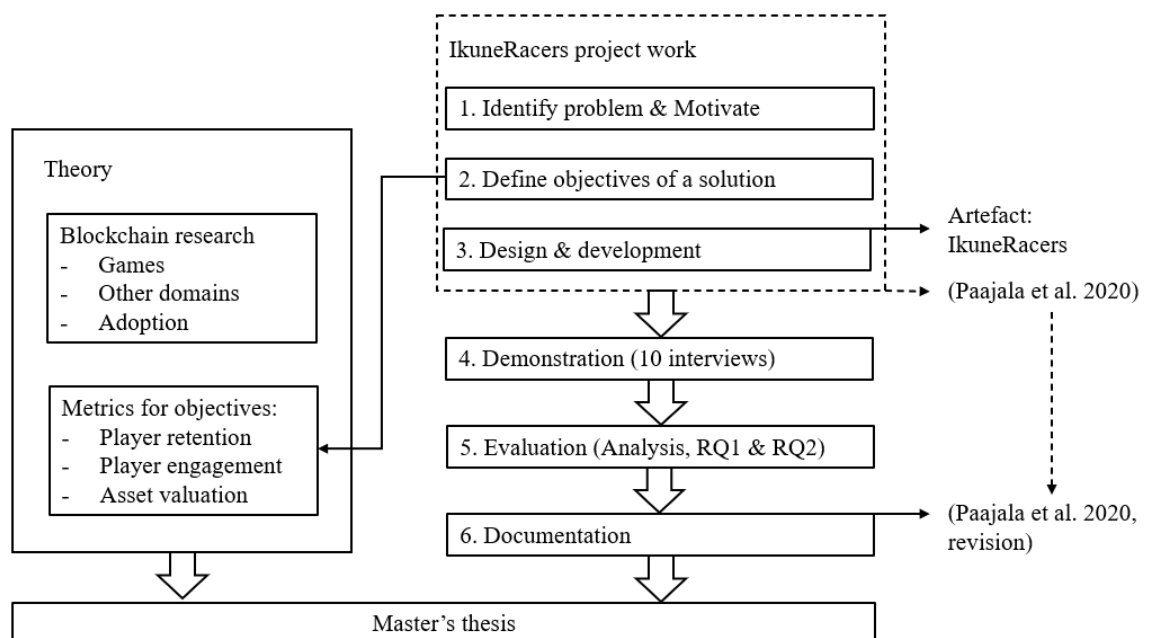 IkuneRacers project work
1. Identify problem & Motivate
2. Define objectives of a solution
3. Design & development
Artefact:
IkuneRacers
(Paajala et al. 2020)
Theory
Blockchain research
- Games
- Other domains
- Adoption
Metrics for objectives:
- Player retention
- Player engagement
- Asset valuation
4. Demonstration (10 interviews)
5. Evaluation (Analysis, RQ1 & RQ2)
6. Documentation
(Paajala et al. 2020,
revision)
Master’s thesis